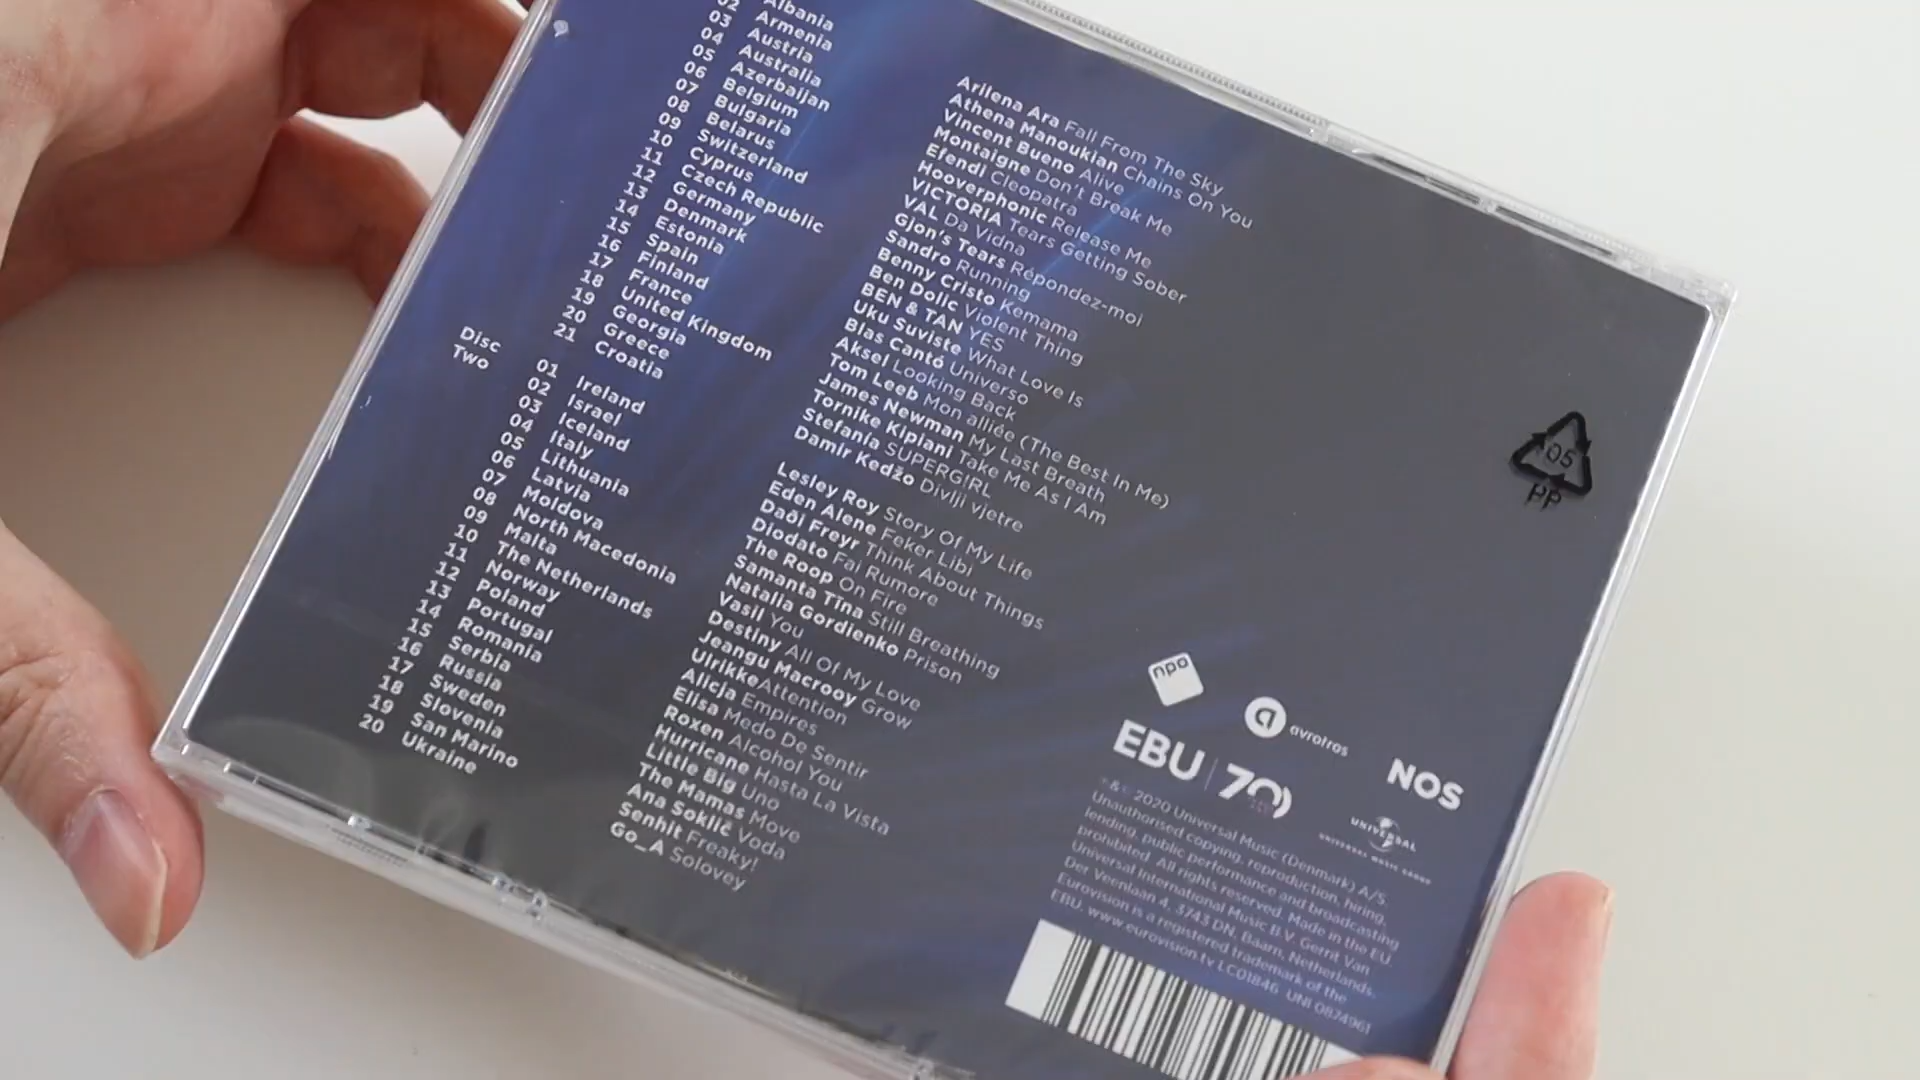 Albania Arilena Ara Fall From The Sky
02 Armenia Athena Manoukian Chains On You
03 Austria Vincent Bueno Alive
04 Australia Montaigne Don't Break Me
05 Azerbaijan Efendi Cleopatra
06 Belgium Hooverphonic Release Me
07 Bulgaria VICTORIA Tears Getting Sober
08 Belarus VAL Da Vidna
09 Switzerland Gjon's Tears Répondez-moi
10 Cyprus Sandro Running
11 Czech Republic Benny Cristo Kemama
12 Germany Ben Dolic Violent Thing
13 Denmark BEN & TAN YES
14 Estonia Uku Suviste What Love Is
15 Spain Blas Cantó Universo
16 Finland Aksel Looking Back
17 France Tom Leeb Mon alliée (The Best In Me)
18 United Kingdom James Newman My Last Breath
19 Georgia Tornike Kipiani Take Me As I Am
20 Greece Stefania SUPERG!RL
21 Croatia Damir Kedžo Divlji vjetre
Disc
Two
01 Ireland Lesley Roy Story Of My Life
02 Israel Eden Alene Feker Libi
03 Iceland Daði Freyr Think About Things
04 Italy Diodato Fai Rumore
05 Lithuania The Roop On Fire
06 Latvia Samanta Tīna Still Breathing
07 Moldova Natalia Gordienko Prison
08 North Macedonia Vasil You
09 Malta Destiny All Of My Love
10 The Netherlands Jeangu Macrooy Grow
11 Norway Ulrikke Attention
12 Poland Alicja Empires
13 Portugal Elisa Medo De Sentir
14 Romania Roxen Alcohol You
15 Serbia Hurricane Hasta La Vista
16 Russia Little Big Uno
17 Sweden The Mamas Move
18 Slovenia Ana Soklič Voda
19 San Marino Senhit Freaky!
20 Ukraine Go_A Solovey
05
PP
npo
avrotros
EBU | 70
NOS
UNIVERSAL
UNIVERSAL MUSIC GROUP
℗ & © 2020 Universal Music (Denmark) A/S.
Unauthorised copying, reproduction, hiring,
lending, public performance and broadcasting
prohibited. All rights reserved. Made in the EU.
Universal International Music B.V. Gerrit Van
Der Veenlaan 4, 3743 DN, Baarn, Netherlands.
Eurovision is a registered trademark of the
EBU. www.eurovision.tv LC01846 UNI 0874961